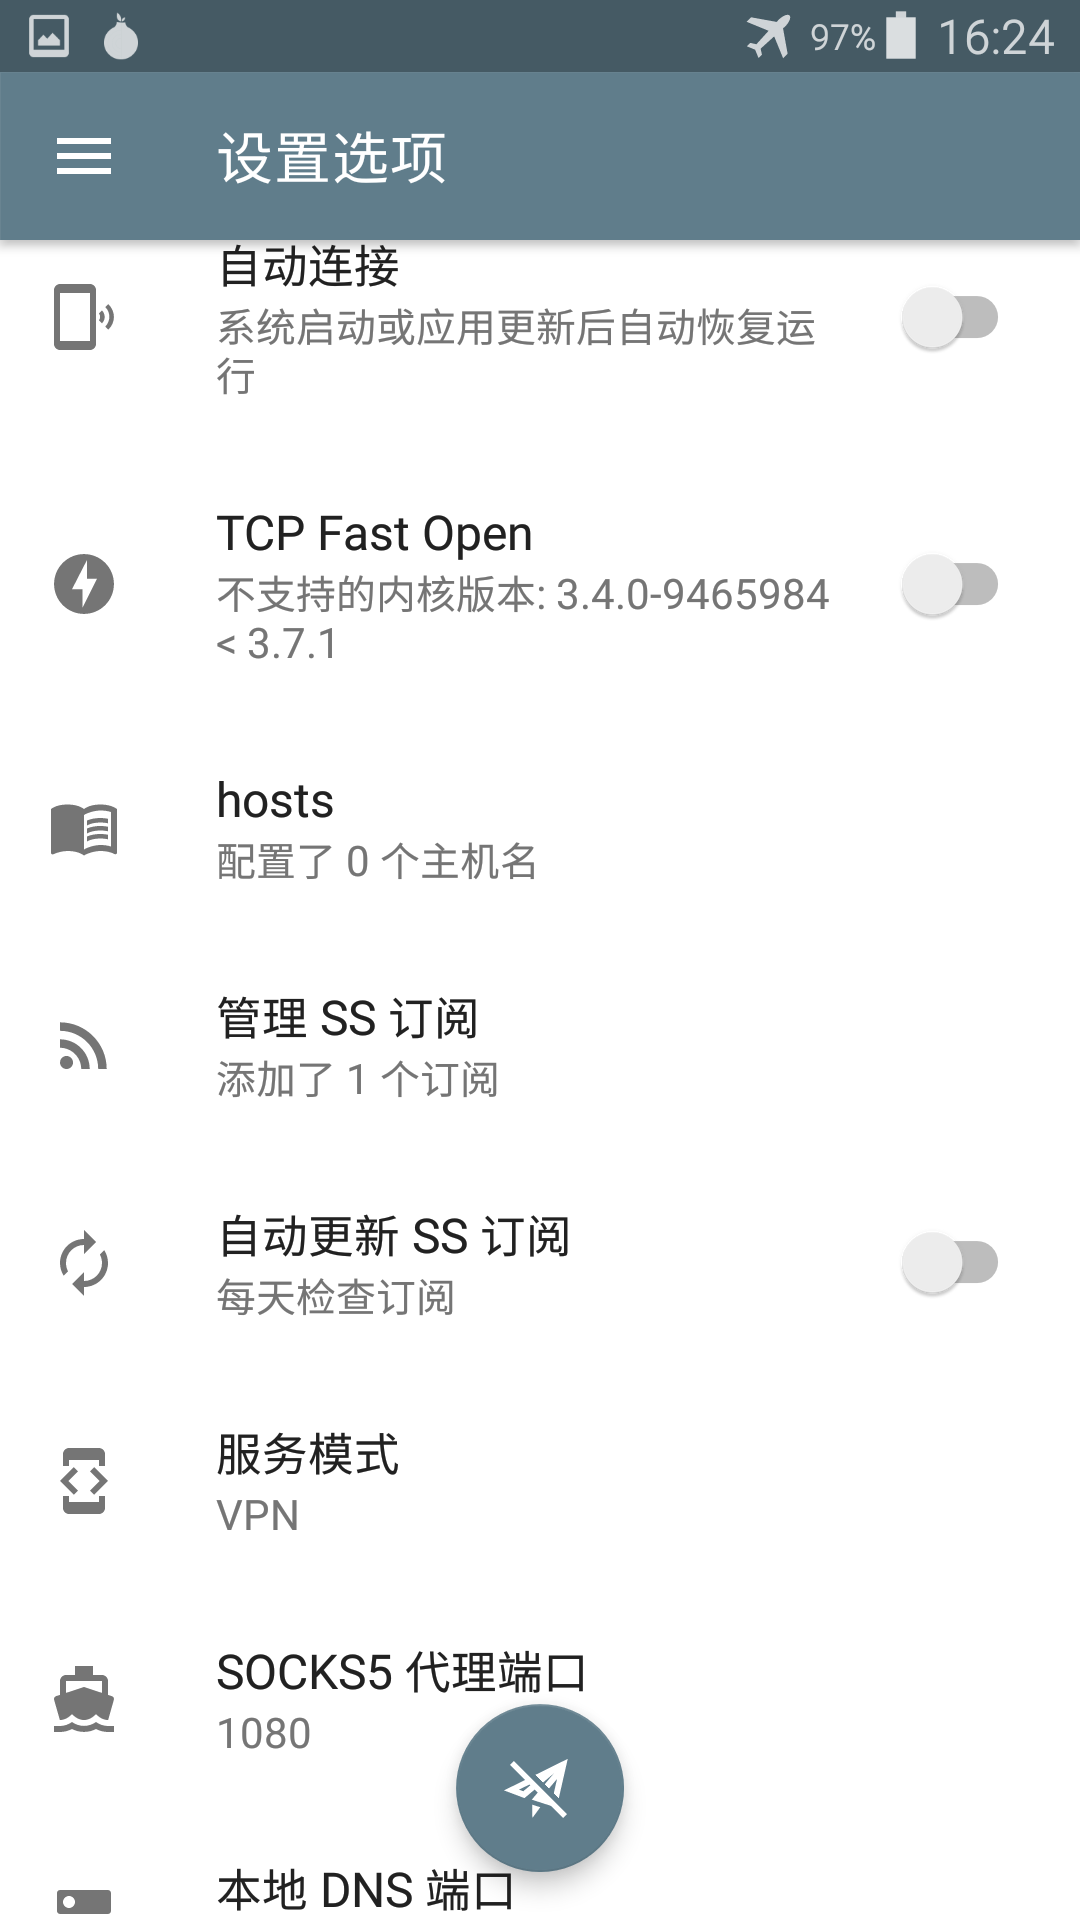 97%
16:24
设置选项
自动连接
系统启动或应用更新后自动恢复运
行
TCP Fast Open
不支持的内核版本: 3.4.0-9465984
< 3.7.1
hosts
配置了 0 个主机名
管理 SS 订阅
添加了 1 个订阅
自动更新 SS 订阅
每天检查订阅
服务模式
VPN
SOCKS5 代理端口
1080
本地 DNS 端口